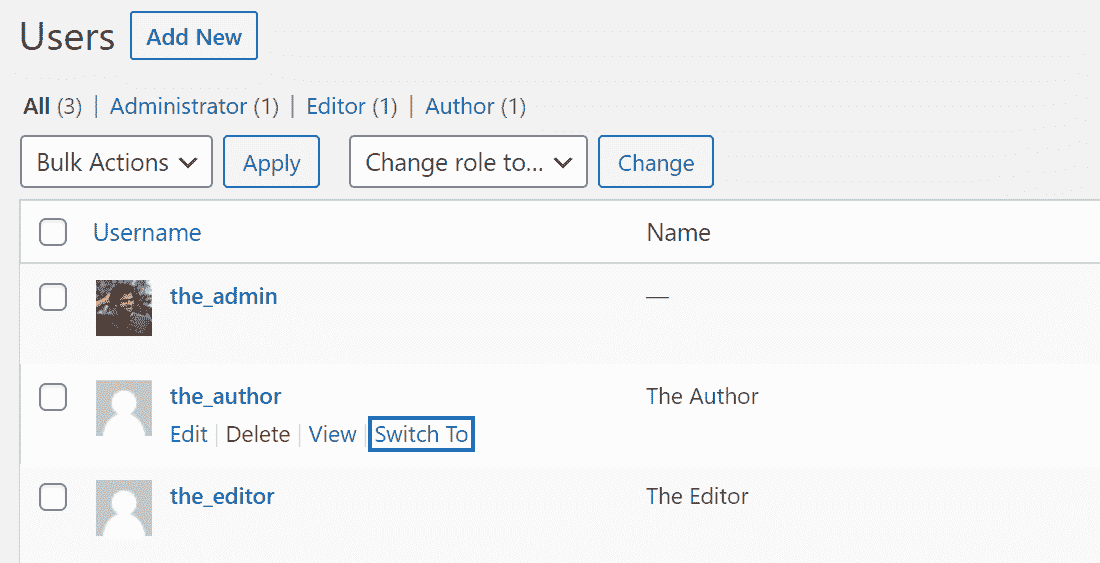 Users Add New
All (3) | Administrator (1) | Editor (1) | Author (1)
Bulk Actions Apply Change role to... Change
Username Name
the_admin —
the_author The Author
Edit | Delete | View | Switch To
the_editor The Editor